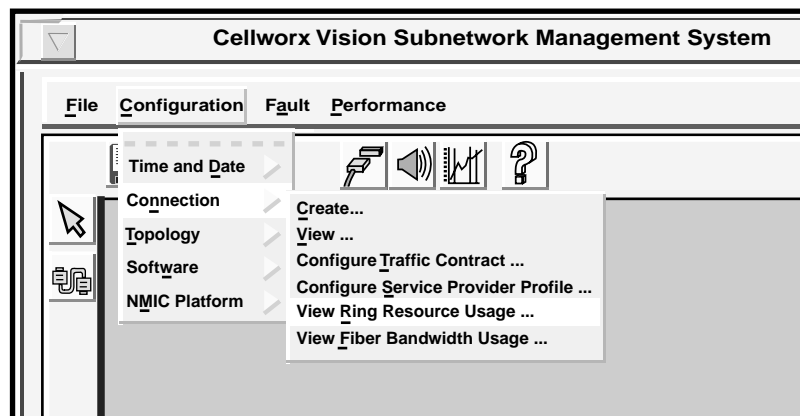 Cellworx Vision Subnetwork Management System
File Configuration Fault Performance
Time and Date
Connection
Topology
Software
NMIC Platform
Create...
View ...
Configure Traffic Contract ...
Configure Service Provider Profile ...
View Ring Resource Usage ...
View Fiber Bandwidth Usage ...